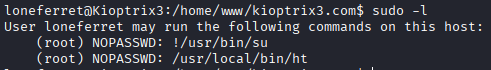 loneferret@Kioptrix3:/home/www/kioptrix3.com$ sudo -l
User loneferret may run the following commands on this host:
    (root) NOPASSWD: !/usr/bin/su
    (root) NOPASSWD: /usr/local/bin/ht